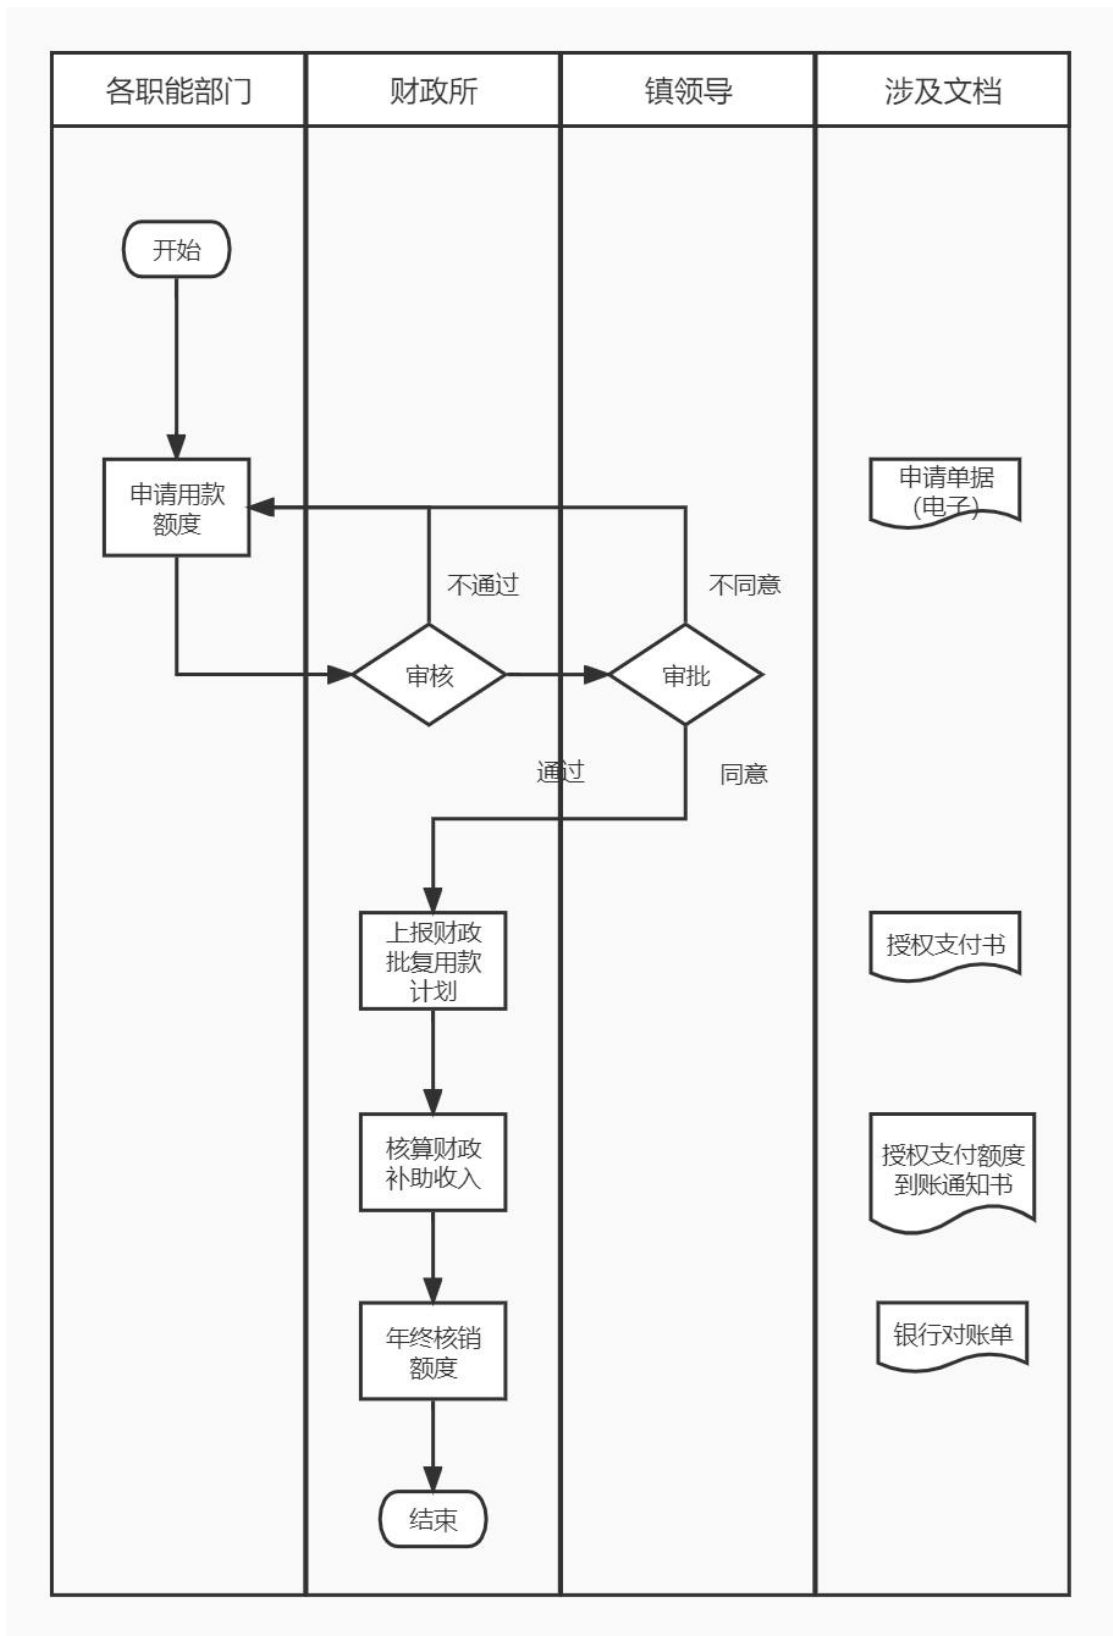 各职能部门
财政所
镇领导
涉及文档
开始
申请用款
额度
申请单据
(电子)
不通过
不同意
审核
审批
通过
同意
上报财政
批复用款
计划
授权支付书
核算财政
补助收入
授权支付额度
到账通知书
年终核销
额度
银行对账单
结束